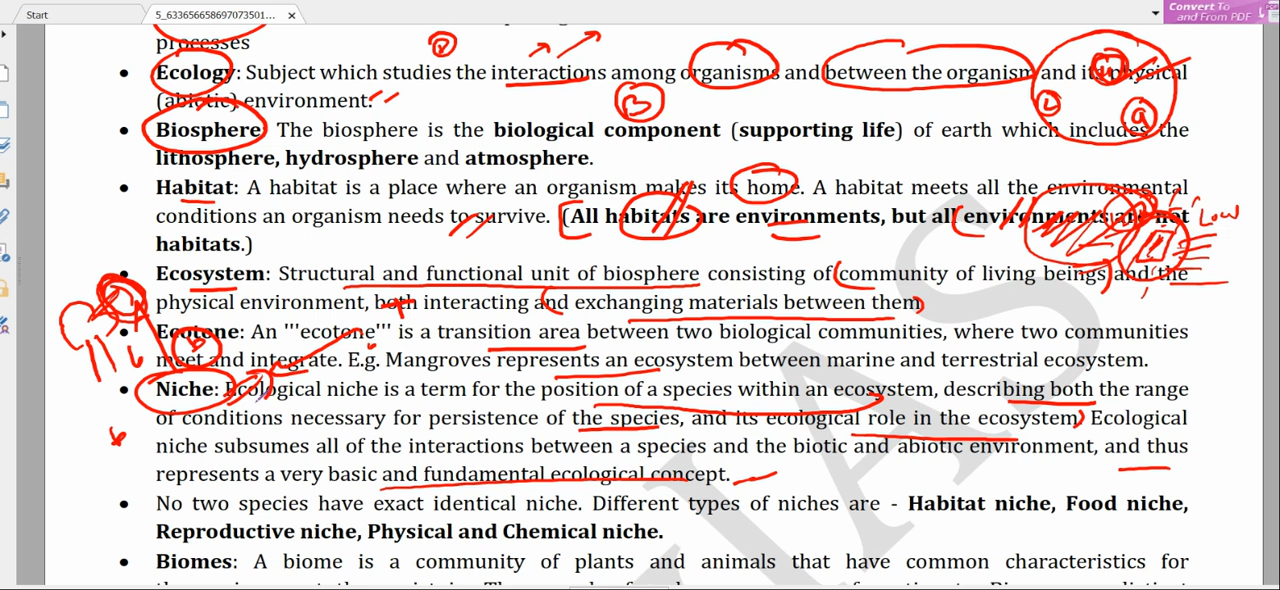 Start
5_633656658697073501...
Convert To
and From PDF
processes
Ecology: Subject which studies the interactions among organisms and between the organism and its physical
(abiotic) environment.
Biosphere The biosphere is the biological component (supporting life) of earth which includes the
lithosphere, hydrosphere and atmosphere.
Habitat: A habitat is a place where an organism makes its home. A habitat meets all the environmental
conditions an organism needs to survive. (All habitats are environments, but all environments are not
Low
habitats.)
Ecosystem: Structural and functional unit of biosphere consisting of community of living beings and the
physical environment, both interacting and exchanging materials between them
Ecotone: An '''ecotone''' is a transition area between two biological communities, where two communities
meet and integrate. E.g. Mangroves represents an ecosystem between marine and terrestrial ecosystem.
Niche: Ecological niche is a term for the position of a species within an ecosystem, describing both the range
of conditions necessary for persistence of the species, and its ecological role in the ecosystem. Ecological
niche subsumes all of the interactions between a species and the biotic and abiotic environment, and thus
represents a very basic and fundamental ecological concept.
No two species have exact identical niche. Different types of niches are - Habitat niche, Food niche,
Reproductive niche, Physical and Chemical niche.
Biomes: A biome is a community of plants and animals that have common characteristics for